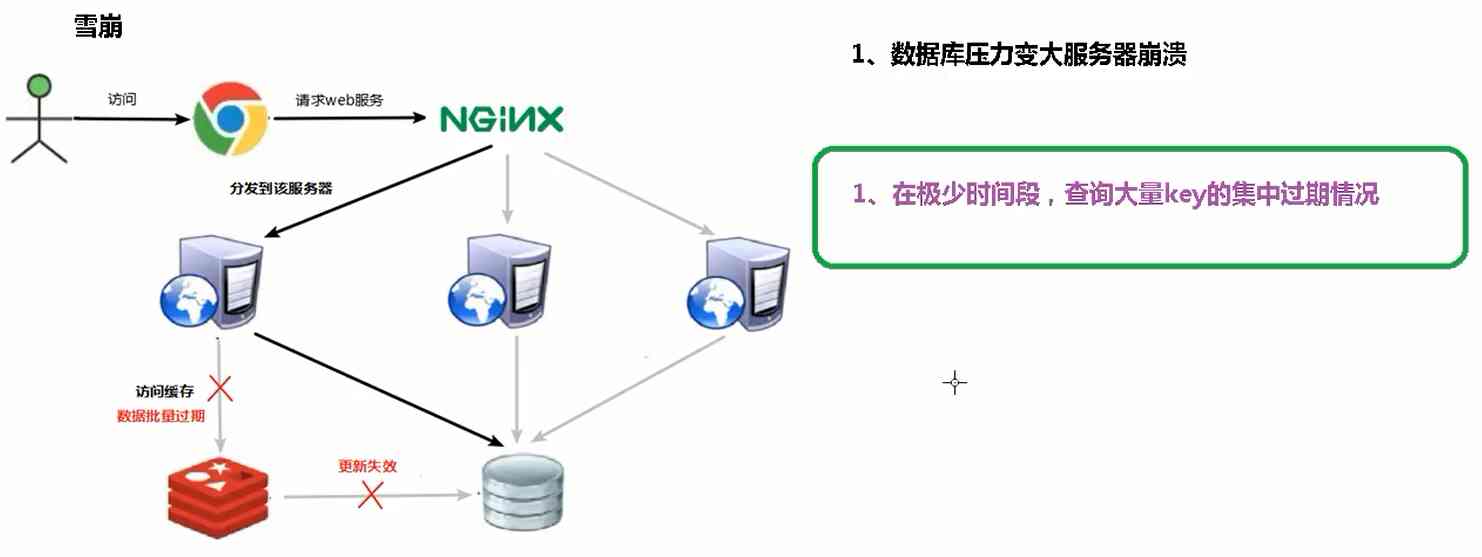 雪崩
1、数据库压力变大服务器崩溃
访问
请求web服务
NGiNX
1、在极少时间段，查询大量key的集中过期情况
分发到该服务器
访问缓存
数据批量过期
更新失效